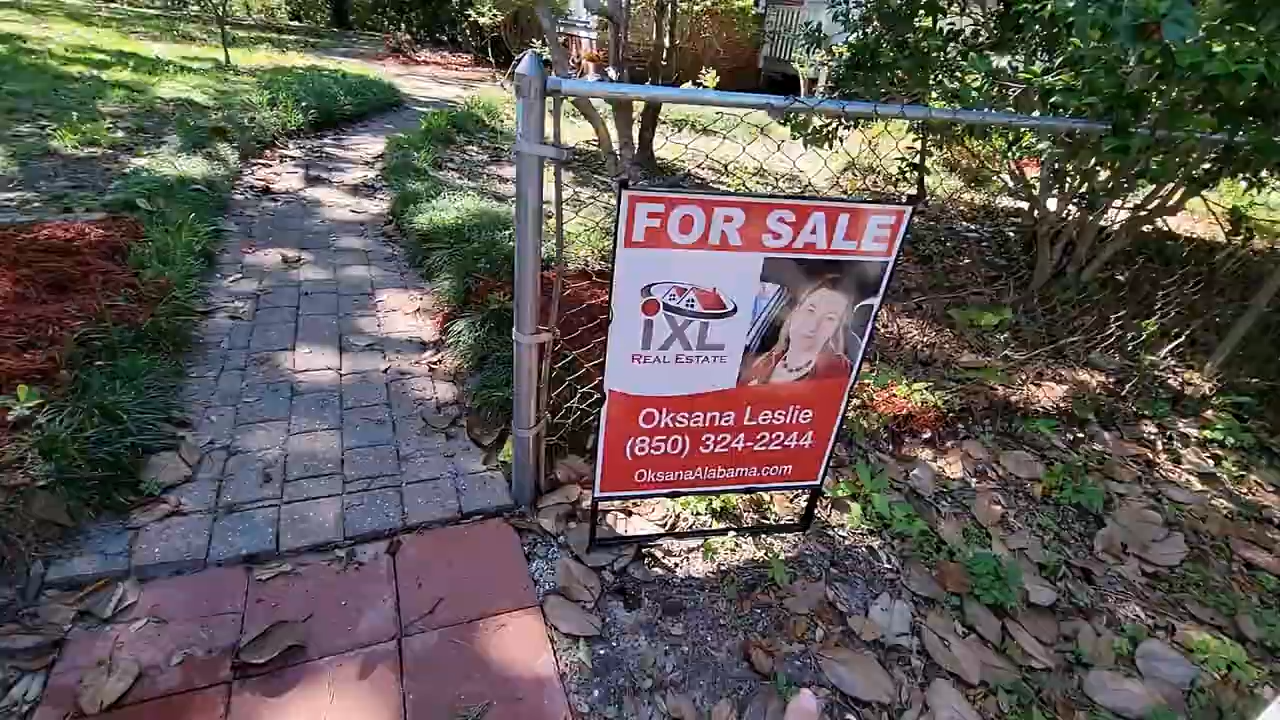 FOR SALE
iXL
REAL ESTATE
Oksana Leslie
(850) 324-2244
OksanaAlabama.com